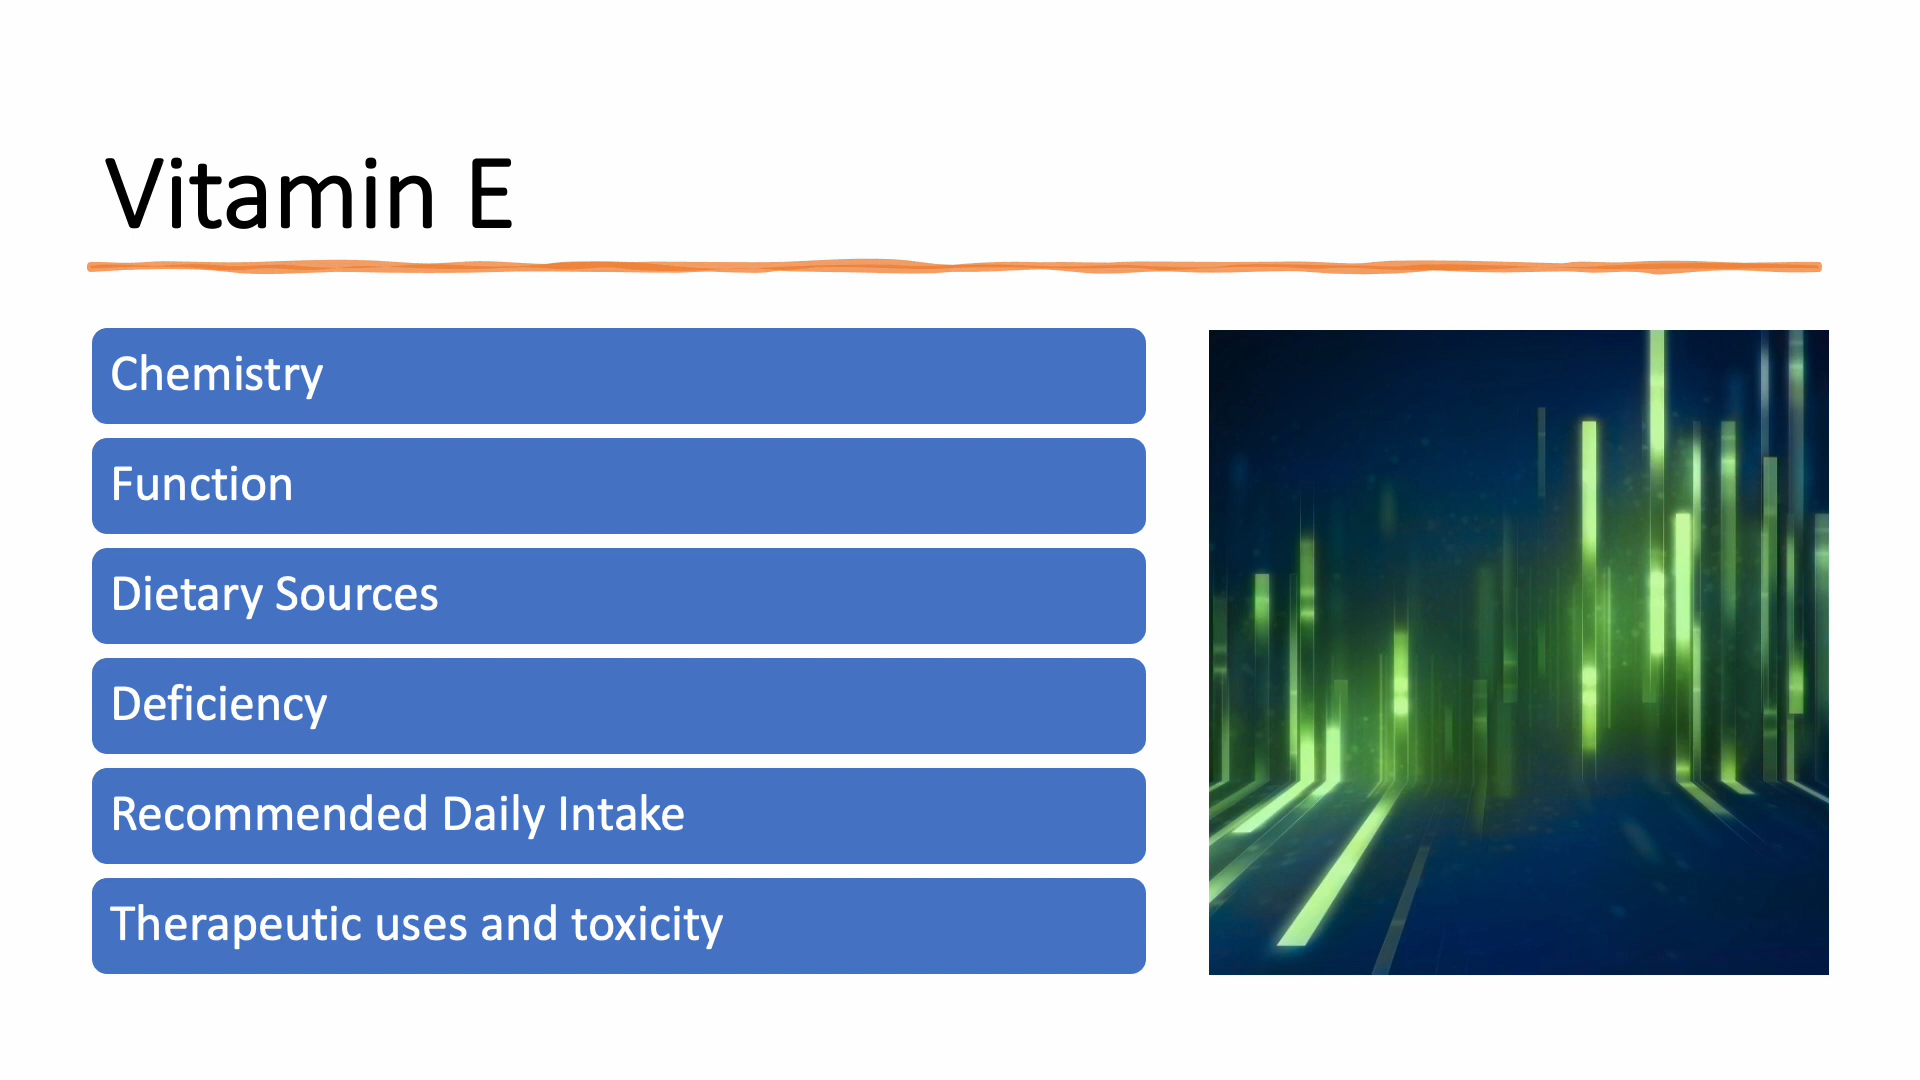 Vitamin E
Chemistry
Function
Dietary Sources
Deficiency
Recommended Daily Intake
Therapeutic uses and toxicity